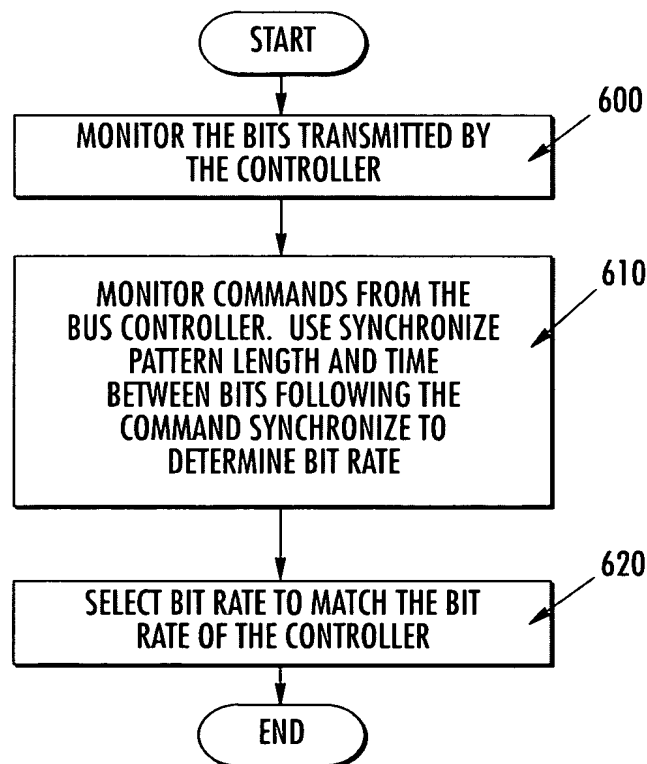 START
600
MONITOR THE BITS TRANSMITTED BY
THE CONTROLLER
610
MONITOR COMMANDS FROM THE
BUS CONTROLLER. USE SYNCHRONIZE
PATTERN LENGTH AND TIME
BETWEEN BITS FOLLOWING THE
COMMAND SYNCHRONIZE TO
DETERMINE BIT RATE
620
SELECT BIT RATE TO MATCH THE BIT
RATE OF THE CONTROLLER
END